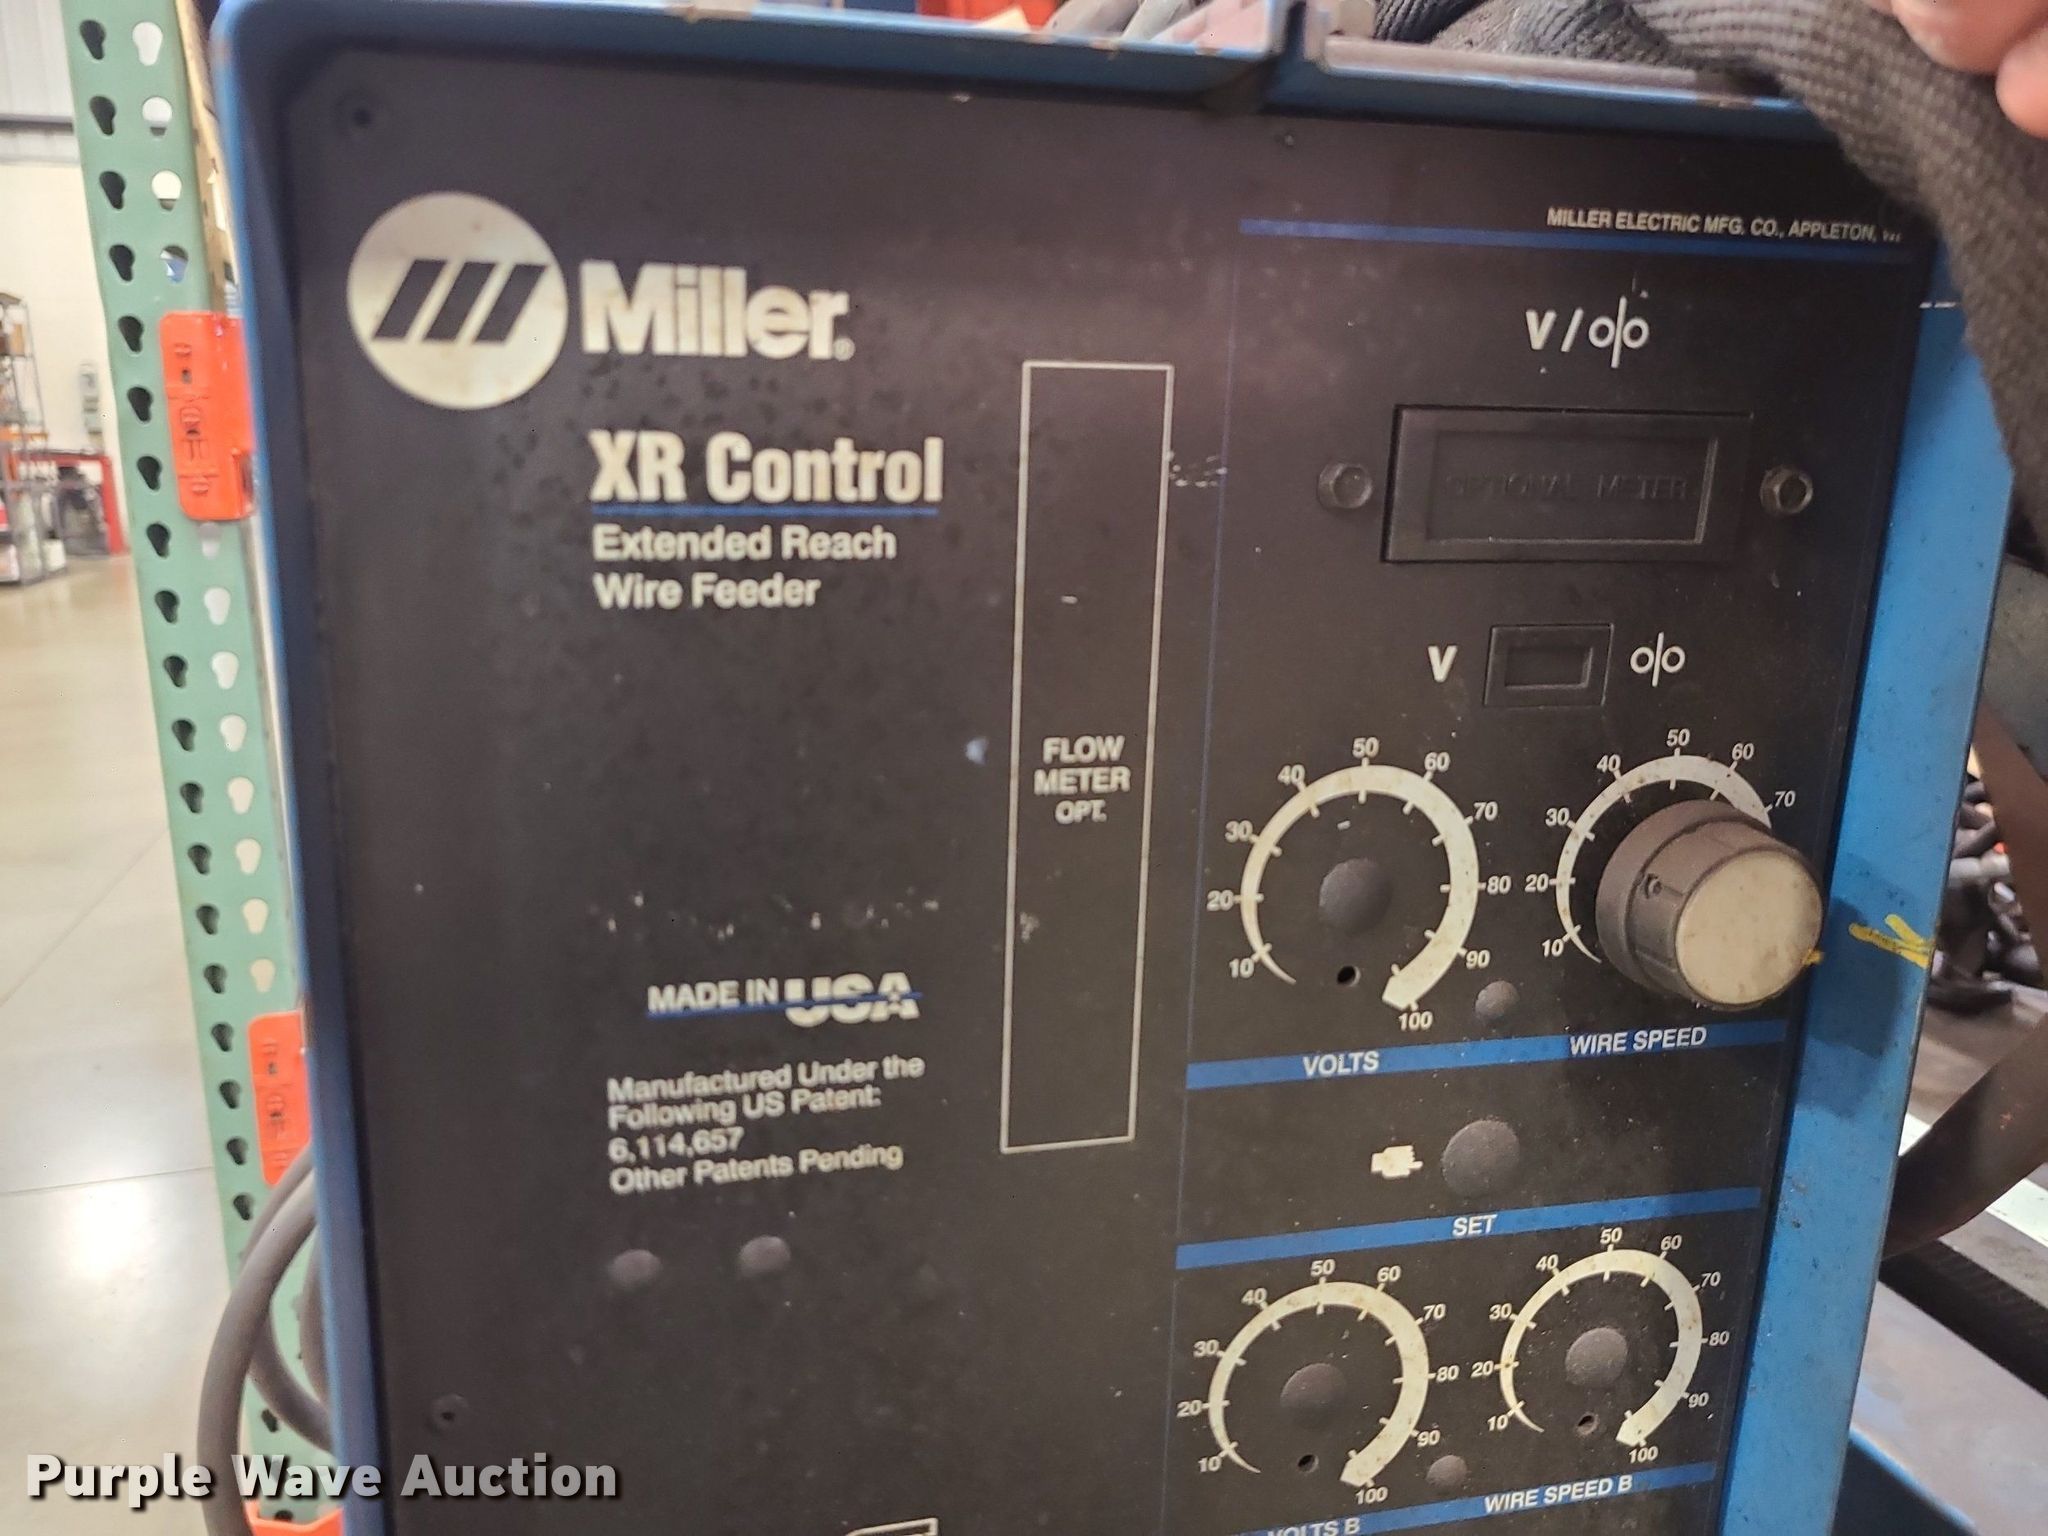 MILLER ELECTRIC MFG. CO., APPLETON,
Miller®
XR Control
Extended Reach
Wire Feeder
V / o|o
OPTIONAL METER
V o|o
FLOW
METER
OPT.
10 20 30 40 50 60 70 80 90 100
VOLTS
10 20 30 40 50 60 70
WIRE SPEED
MADE IN USA
Manufactured Under the
Following US Patent:
6,114,657
Other Patents Pending
SET
10 20 30 40 50 60 70 80 90 100
VOLTS B
10 20 30 40 50 60 70 80 90 100
WIRE SPEED B
Purple Wave Auction